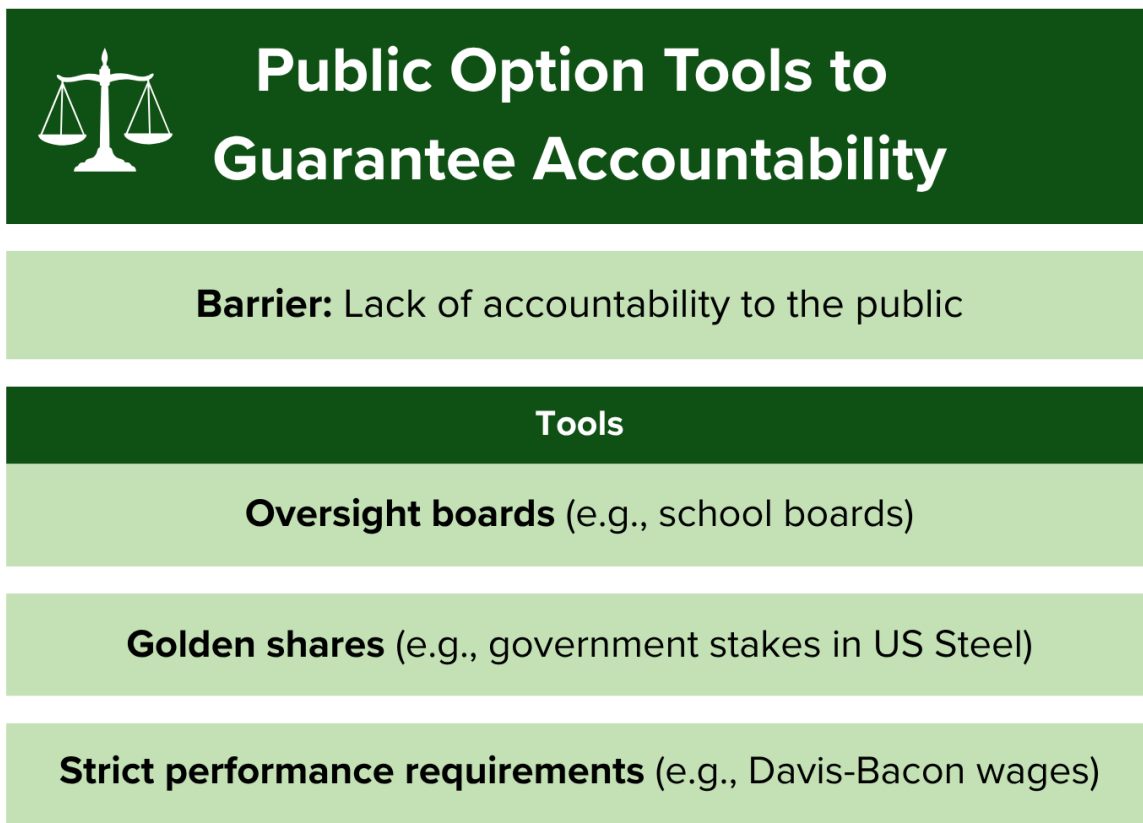 Public Option Tools to
Guarantee Accountability
Barrier: Lack of accountability to the public
Tools
Oversight boards (e.g., school boards)
Golden shares (e.g., government stakes in US Steel)
Strict performance requirements (e.g., Davis-Bacon wages)